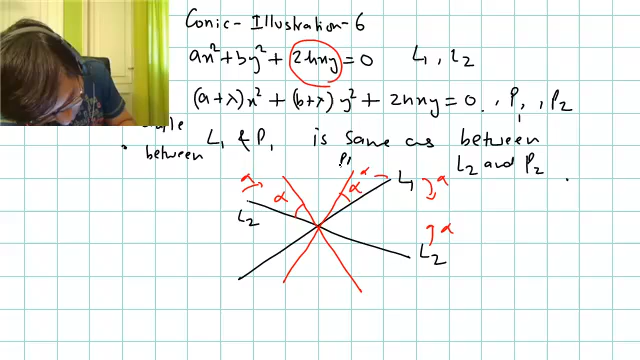 Conic - Illustration - 6
ax² + by² + 2hxy = 0 L₁, L₂
(a+λ)x² + (b+λ)y² + 2hxy = 0 . , P₁ , P₂
L₁ & P₁ is same as between
between L₂ and P₂
P₁
α α α L₁ α
L₂ α
L₂